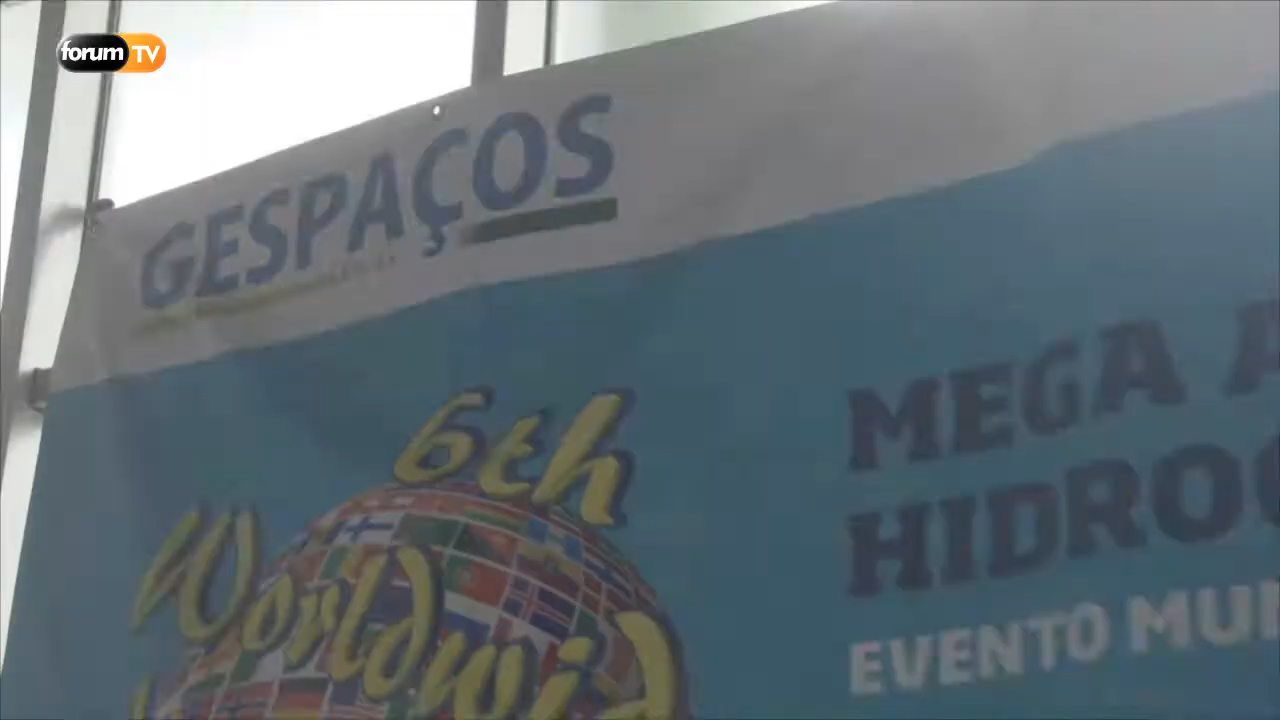 forum TV
GESPAÇOS
6th
MEGA
HIDRO
Worldwid
EVENTO MU